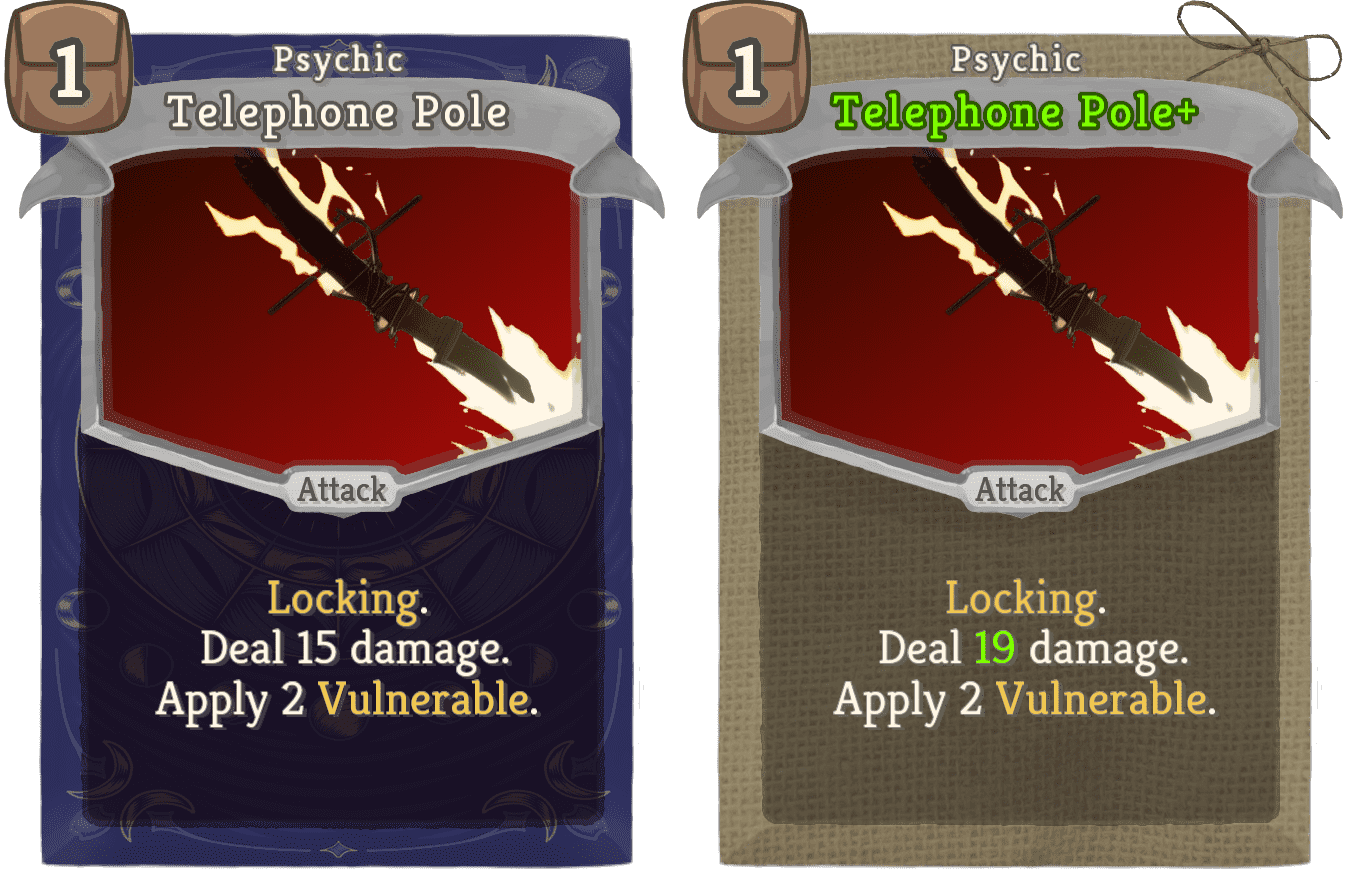 1
Psychic
Telephone Pole
Attack
Locking.
Deal 15 damage.
Apply 2 Vulnerable.
1
Psychic
Telephone Pole+
Attack
Locking.
Deal 19 damage.
Apply 2 Vulnerable.